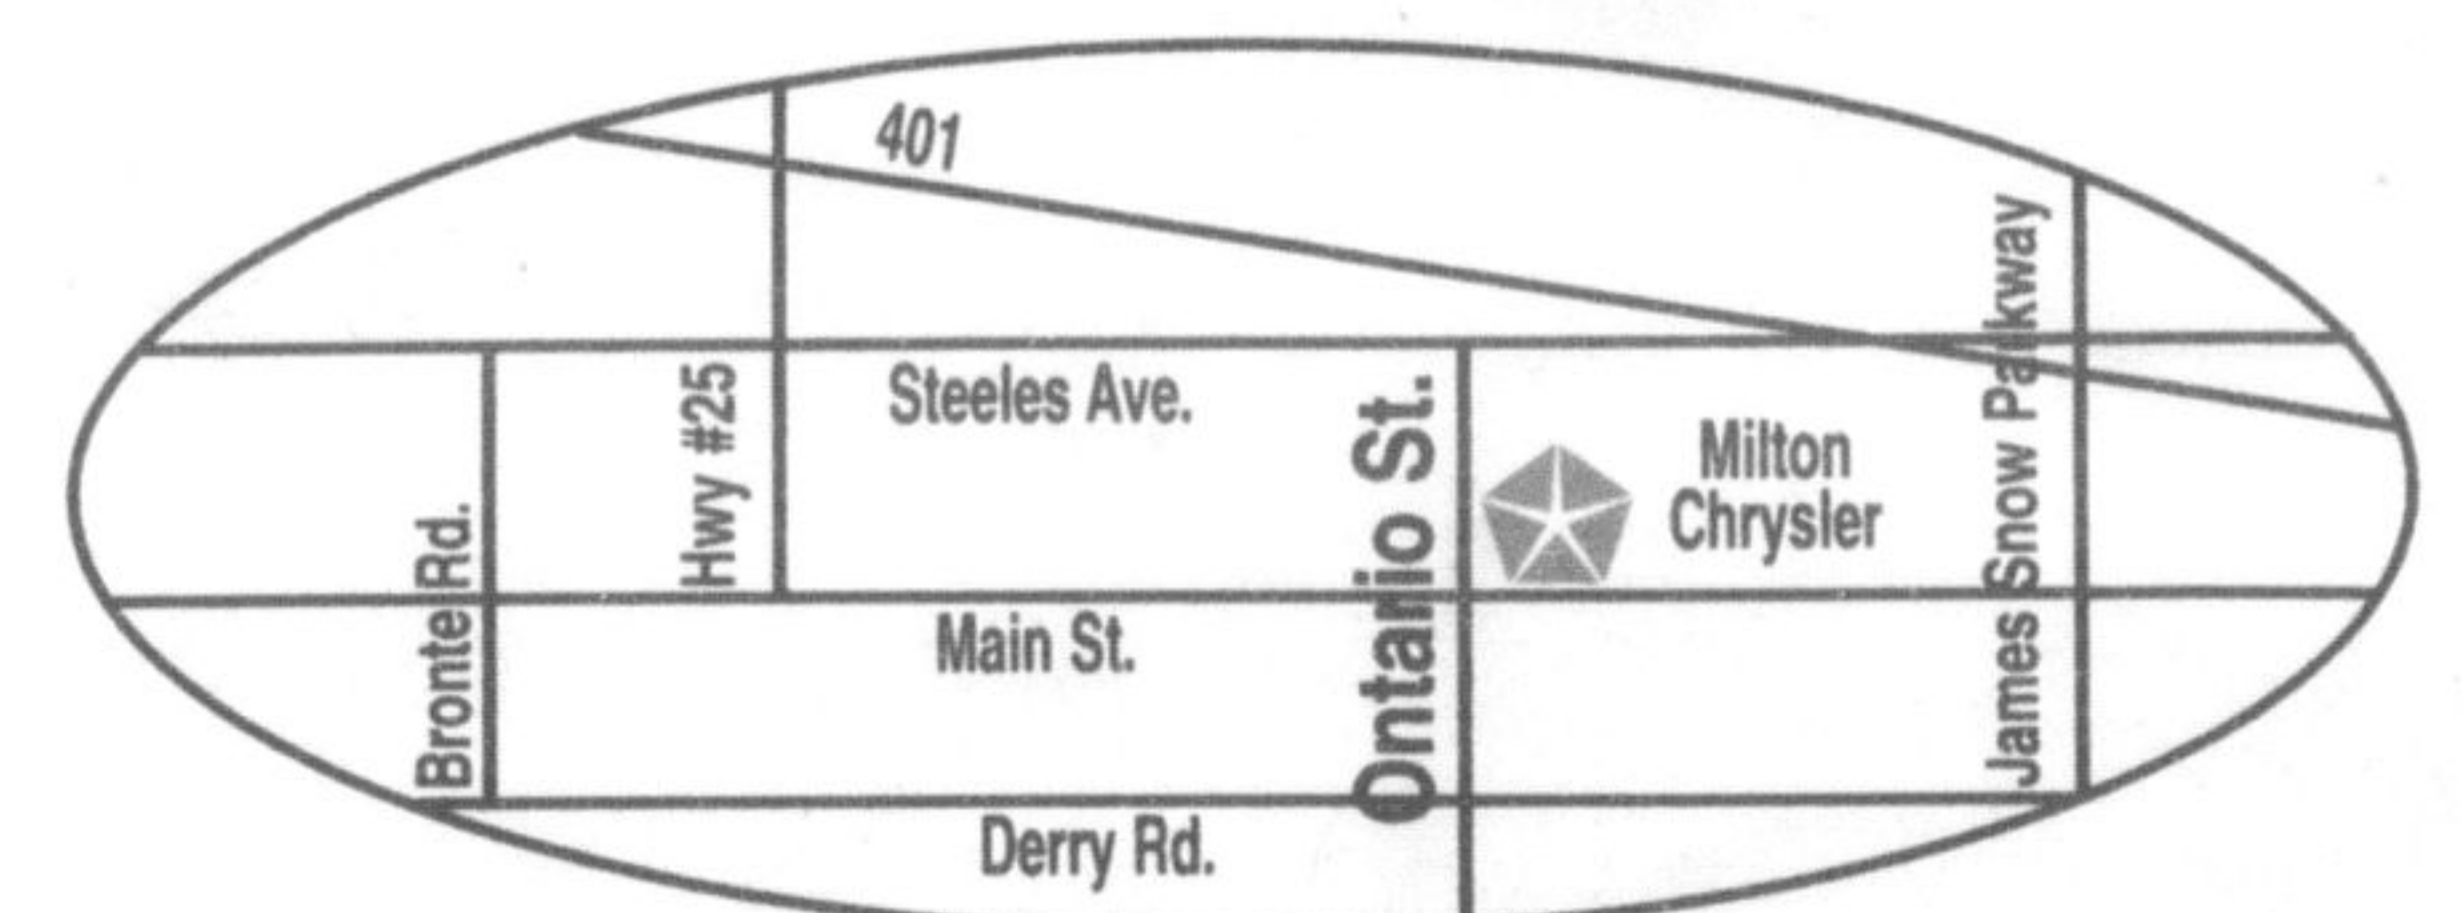 401
Steeles Ave.
Hwy #25
Ontario St.
Milton
Chrysler
James Snow Parkway
Bronte Rd.
Main St.
Derry Rd.